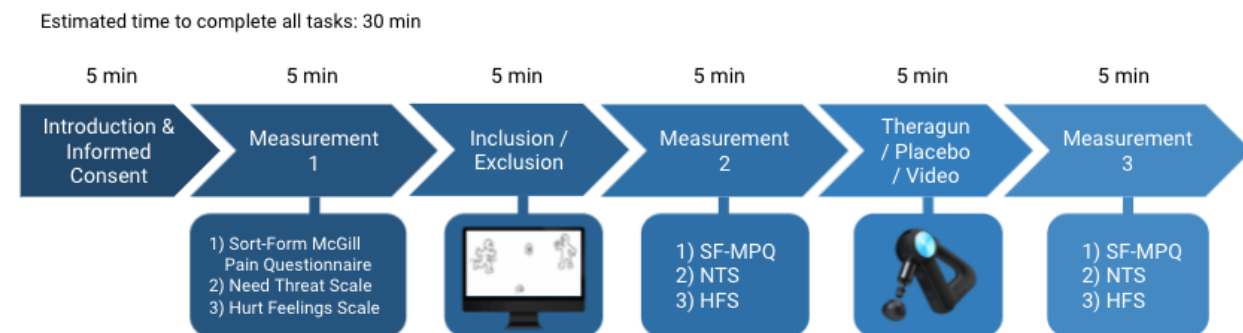 Estimated time to complete all tasks: 30 min
5 min
5 min
5 min
5 min
5 min
5 min
Introduction &
Informed
Consent
Measurement
1
Inclusion /
Exclusion
Measurement
2
Theragun
/ Placebo
/ Video
Measurement
3
1) Sort-Form McGill
Pain Questionnaire
2) Need Threat Scale
3) Hurt Feelings Scale
1) SF-MPQ
2) NTS
3) HFS
1) SF-MPQ
2) NTS
3) HFS